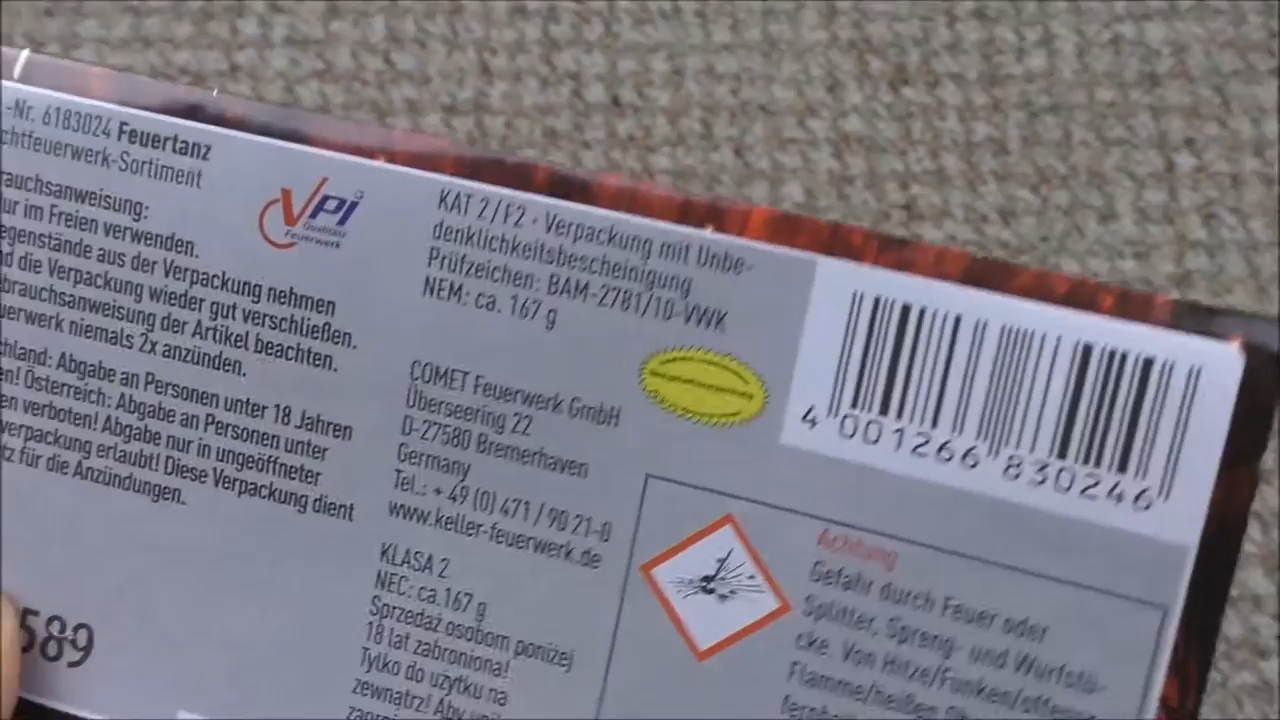 -Nr. 6183024 Feuertanz
chtfeuerwerk-Sortiment
rauchsanweisung:
ur im Freien verwenden.
egenstände aus der Verpackung nehmen
d die Verpackung wieder gut verschließen.
brauchsanweisung der Artikel beachten.
uerwerk niemals 2x anzünden.
chland: Abgabe an Personen unter 18 Jahren
en! Österreich: Abgabe an Personen unter
en verboten! Abgabe nur in ungeöffneter
verpackung erlaubt! Diese Verpackung dient
tz für die Anzündungen.
589
VPI
Qualitäts
Feuerwerk
KAT 2/F2 · Verpackung mit Unbe-
denklichkeitsbescheinigung
Prüfzeichen: BAM-2781/10-VWK
NEM: ca. 167 g
COMET Feuerwerk GmbH
Überseering 22
D-27580 Bremerhaven
Germany
Tel.: + 49 (0) 471 / 90 21-0
www.keller-feuerwerk.de
KLASA 2
NEC: ca.167 g
Sprzedaż osobom poniżej
18 lat zabroniona!
Tylko do użytku na
zewnątrz! Aby
4 001266 830246
Achtung
Gefahr durch Feuer oder
Splitter, Spreng- und Wurfstü-
cke. Von Hitze/Funken/offener
Flamme/heißen